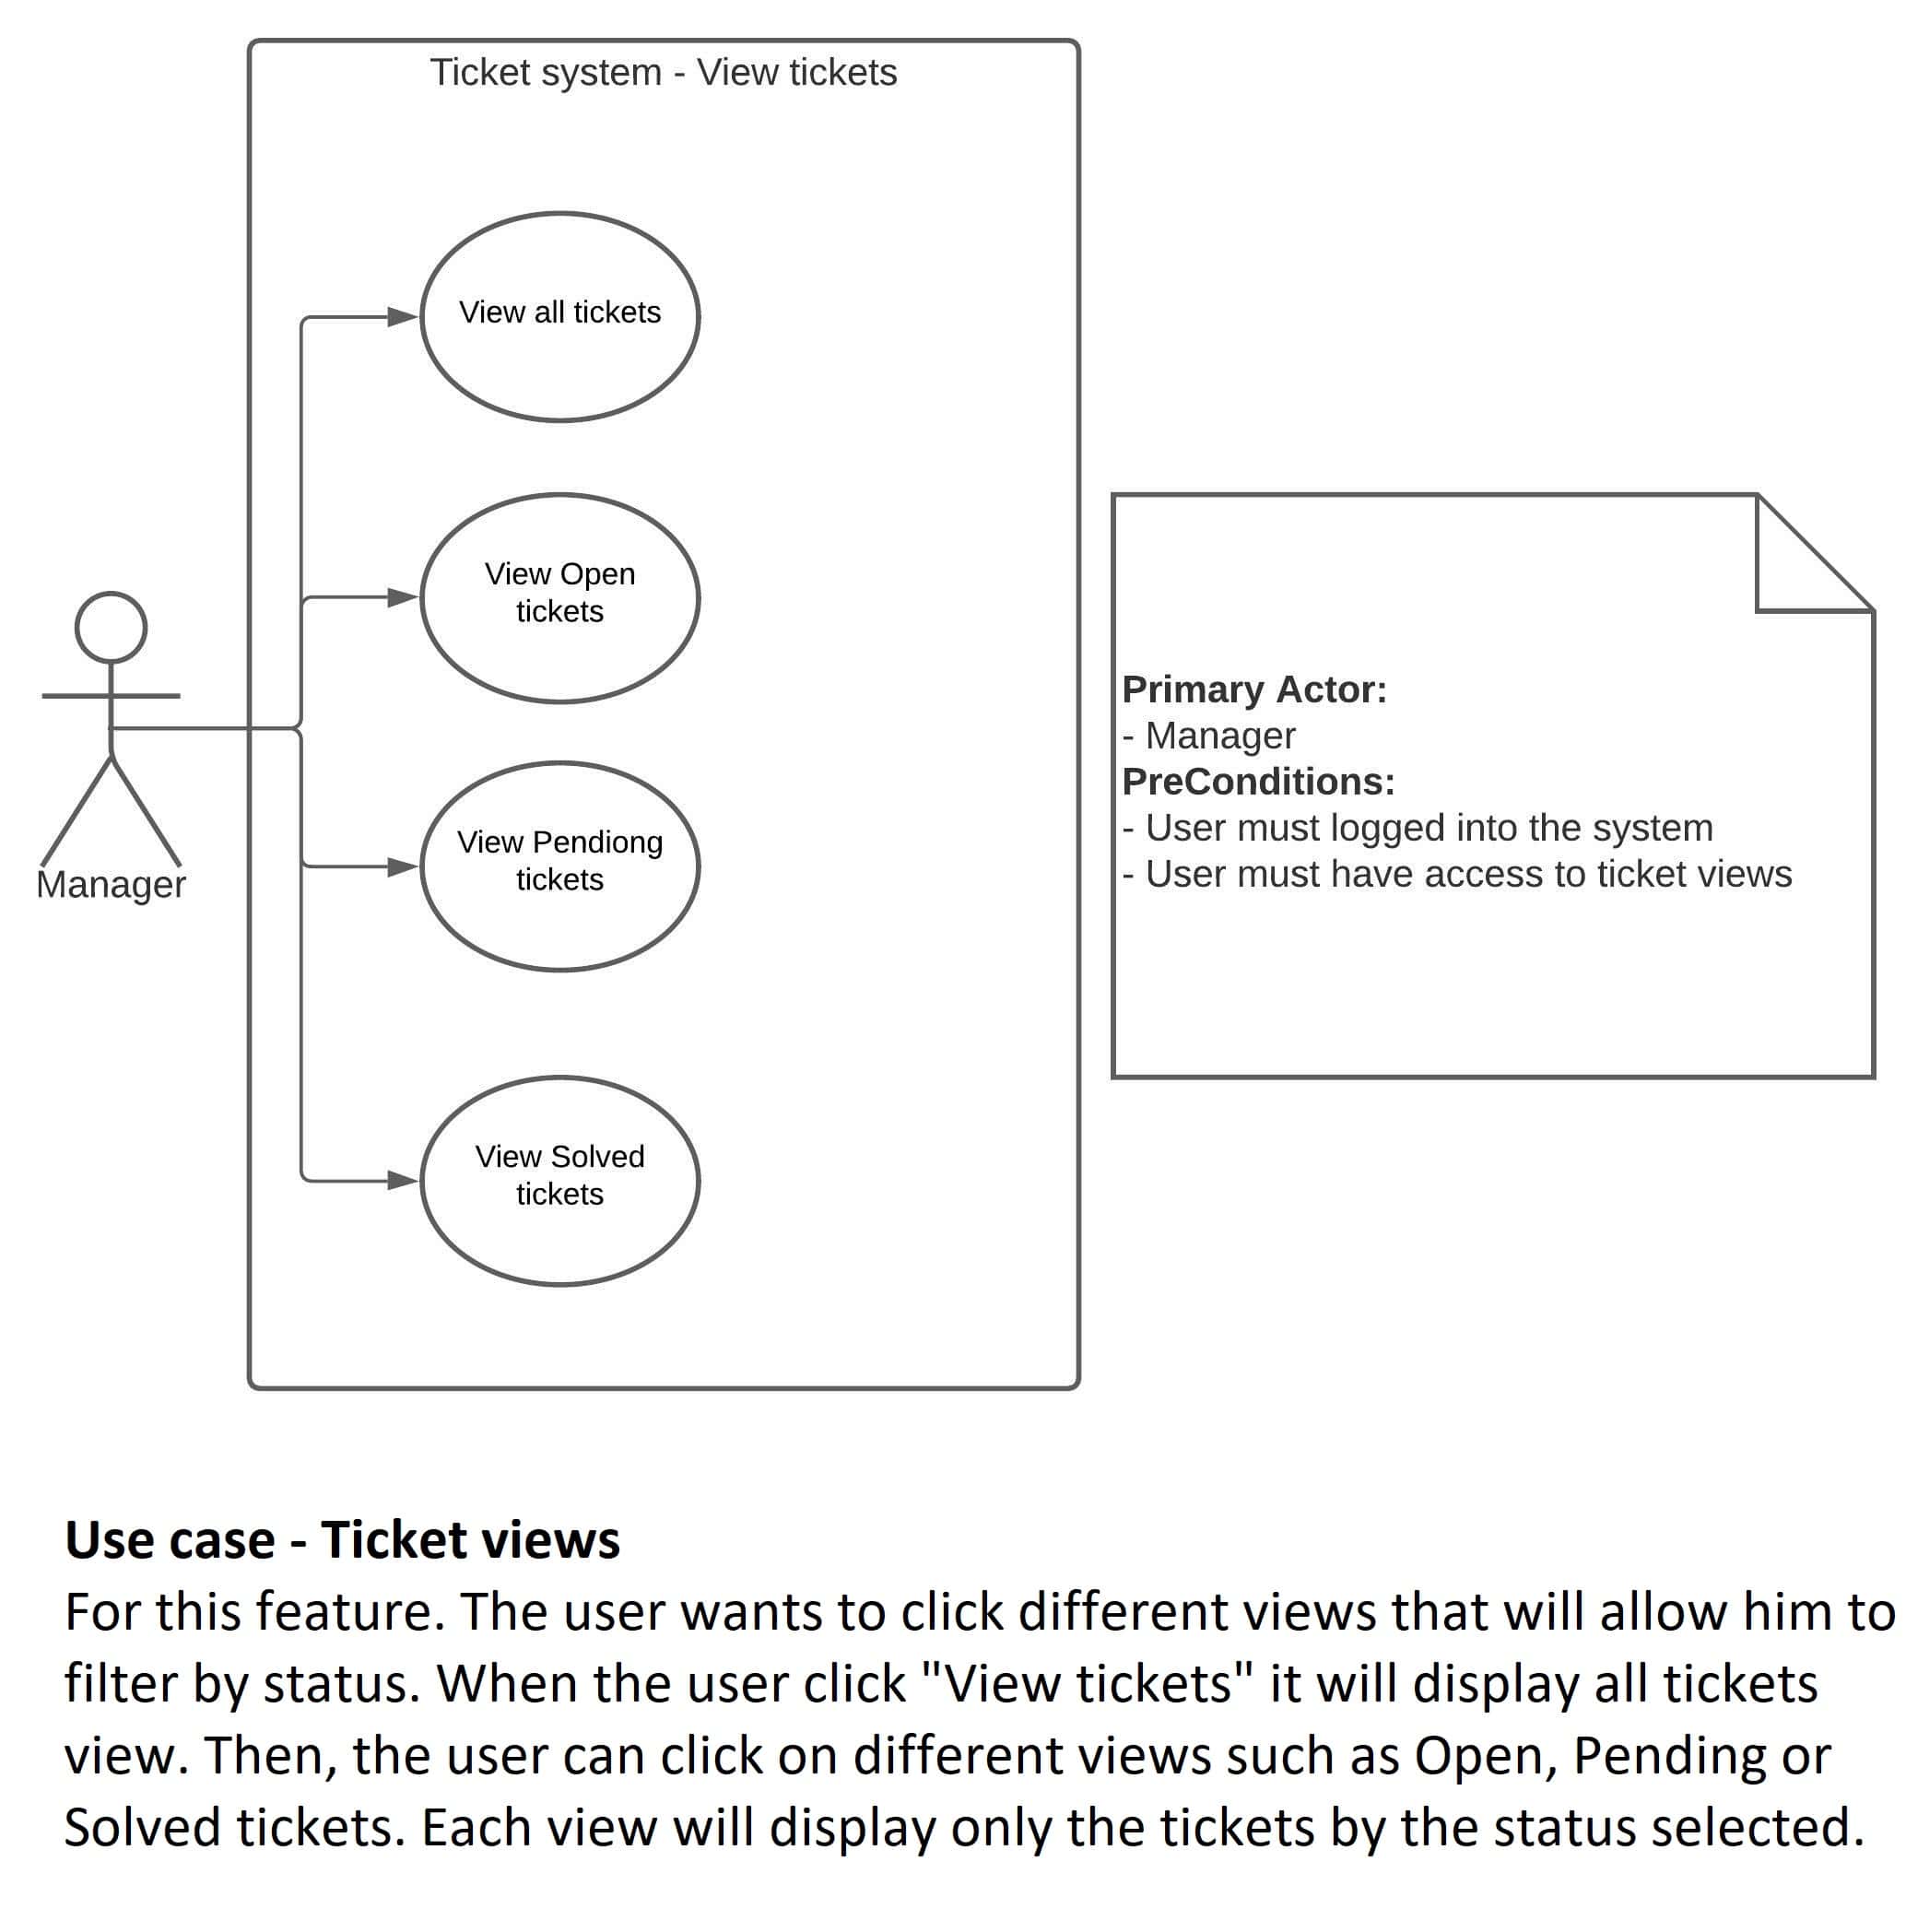 Ticket system - View tickets
View all tickets
View Open
tickets
Manager
View Pendiong
tickets
View Solved
tickets
Primary Actor:
- Manager
PreConditions:
- User must logged into the system
- User must have access to ticket views
Use case - Ticket views
For this feature. The user wants to click different views that will allow him to
filter by status. When the user click "View tickets" it will display all tickets
view. Then, the user can click on different views such as Open, Pending or
Solved tickets. Each view will display only the tickets by the status selected.